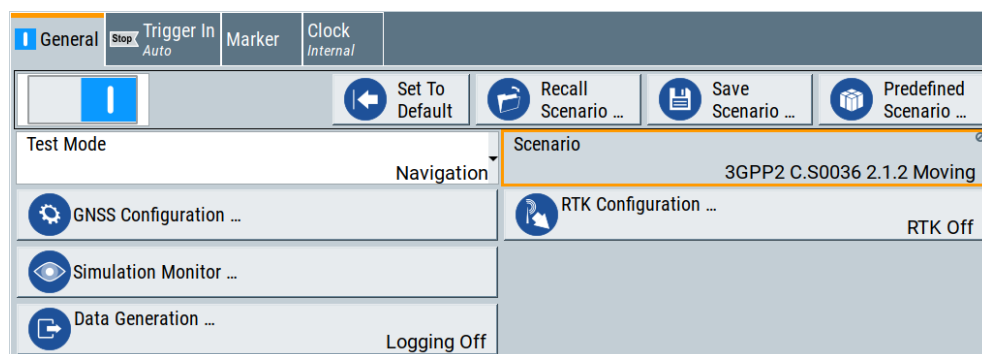 General
Stop
Trigger In
Auto
Marker
Clock
Internal
Set To
Default
Recall
Scenario ...
Save
Scenario ...
Predefined
Scenario ...
Test Mode
Navigation
Scenario
3GPP2 C.S0036 2.1.2 Moving
GNSS Configuration ...
RTK Configuration ...
RTK Off
Simulation Monitor ...
Data Generation ...
Logging Off